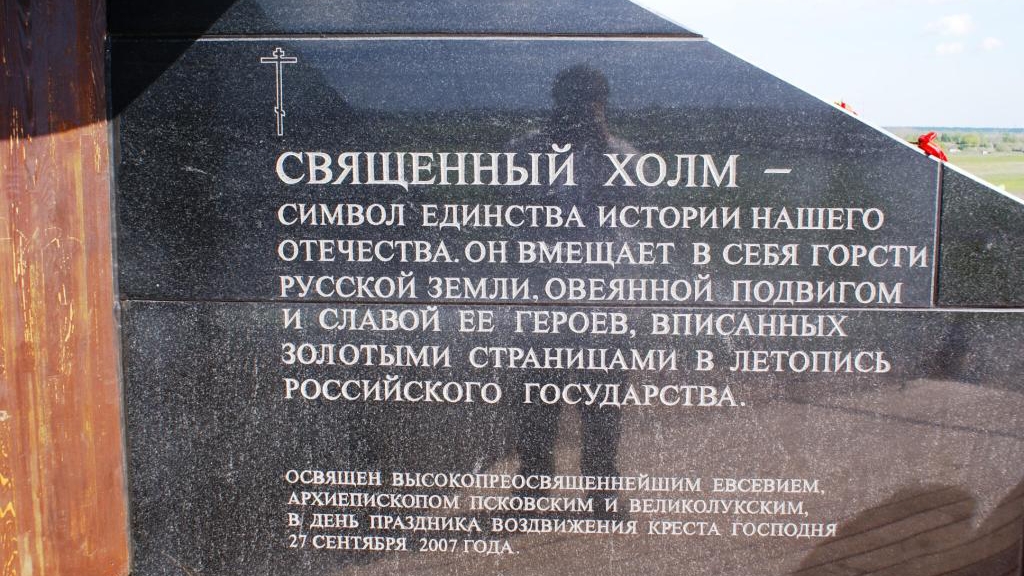 СВЯЩЕННЫЙ ХОЛМ –
СИМВОЛ ЕДИНСТВА ИСТОРИИ НАШЕГО
ОТЕЧЕСТВА. ОН ВМЕЩАЕТ В СЕБЯ ГОРСТИ
РУССКОЙ ЗЕМЛИ, ОВЕЯННОЙ ПОДВИГОМ
И СЛАВОЙ ЕЕ ГЕРОЕВ, ВПИСАННЫХ
ЗОЛОТЫМИ СТРАНИЦАМИ В ЛЕТОПИСЬ
РОССИЙСКОГО ГОСУДАРСТВА.
ОСВЯЩЕН ВЫСОКОПРЕОСВЯЩЕННЕЙШИМ ЕВСЕВИЕМ,
АРХИЕПИСКОПОМ ПСКОВСКИМ И ВЕЛИКОЛУКСКИМ,
В ДЕНЬ ПРАЗДНИКА ВОЗДВИЖЕНИЯ КРЕСТА ГОСПОДНЯ
27 СЕНТЯБРЯ 2007 ГОДА.